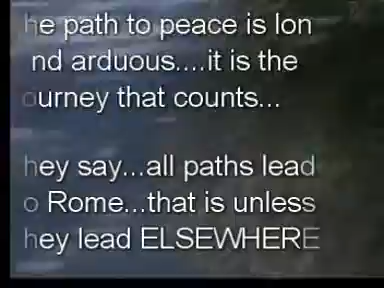 he path to peace is lon
nd arduous....it is the
ourney that counts...
hey say...all paths lead
o Rome...that is unless
hey lead ELSEWHERE